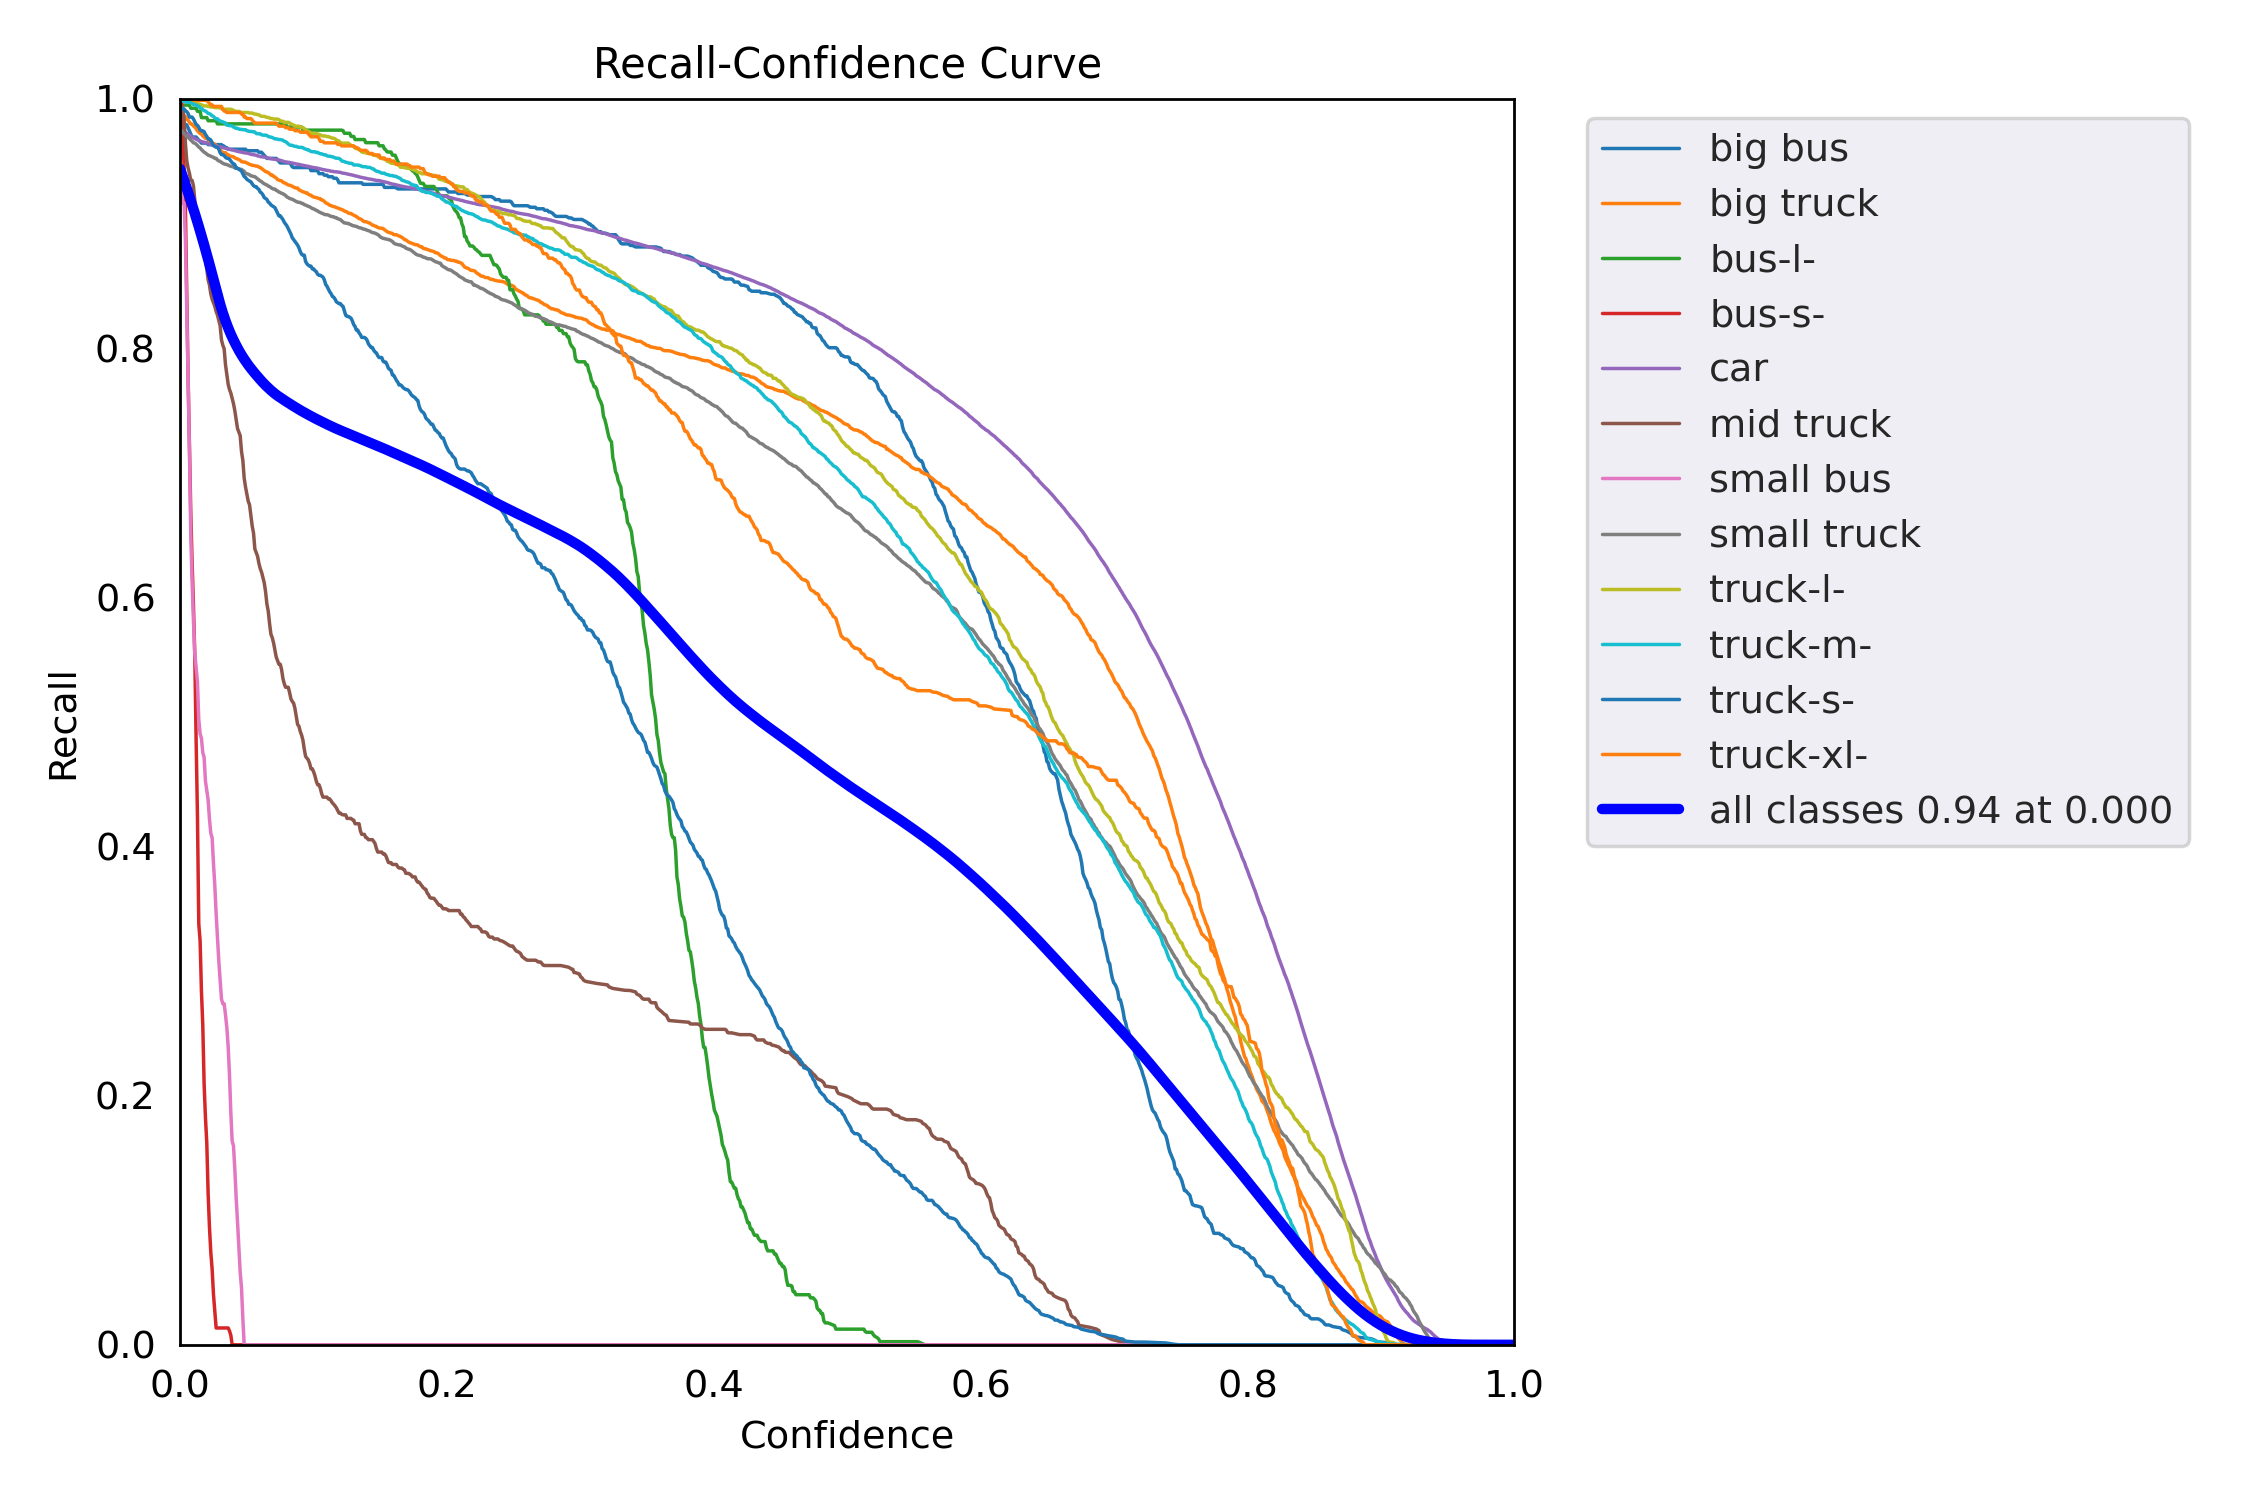 Recall-Confidence Curve
1.0
0.8
0.6
0.4
0.2
0.0
Recall
0.0 0.2 0.4 0.6 0.8 1.0
Confidence
big bus
big truck
bus-l-
bus-s-
car
mid truck
small bus
small truck
truck-l-
truck-m-
truck-s-
truck-xl-
all classes 0.94 at 0.000